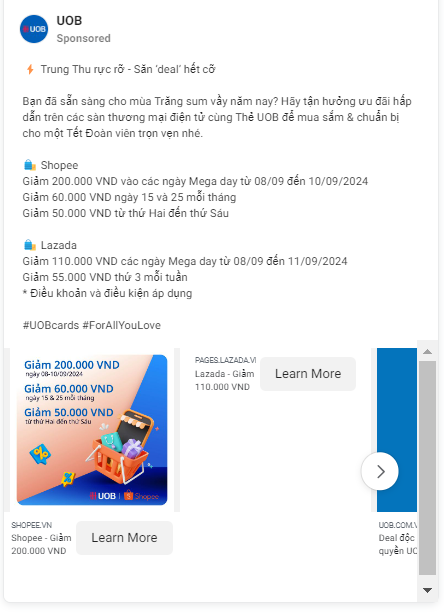 UOB
UOB
Sponsored
⚡ Trung Thu rực rỡ - Săn 'deal' hết cỡ
Bạn đã sẵn sàng cho mùa Trăng sum vầy năm nay? Hãy tận hưởng ưu đãi hấp
dẫn trên các sàn thương mại điện tử cùng Thẻ UOB để mua sắm & chuẩn bị
cho một Tết Đoàn viên trọn vẹn nhé.
🛍️ Shopee
Giảm 200.000 VND vào các ngày Mega day từ 08/09 đến 10/09/2024
Giảm 60.000 VND ngày 15 và 25 mỗi tháng
Giảm 50.000 VND từ thứ Hai đến thứ Sáu
🛍️ Lazada
Giảm 110.000 VND các ngày Mega day từ 08/09 đến 11/09/2024
Giảm 55.000 VND thứ 3 mỗi tuần
* Điều khoản và điều kiện áp dụng
#UOBcards #ForAllYouLove
Giảm 200.000 VND
ngày 08-10/09/2024
Giảm 60.000 VND
ngày 15 & 25 mỗi tháng
Giảm 50.000 VND
từ thứ Hai đến thứ Sáu
UOB | Shopee
SHOPEE.VN
Shopee - Giảm
200.000 VND
Learn More
PAGES.LAZADA.VI
Lazada - Giảm
110.000 VND
Learn More
UOB.COM.V
Deal độc
quyền UO